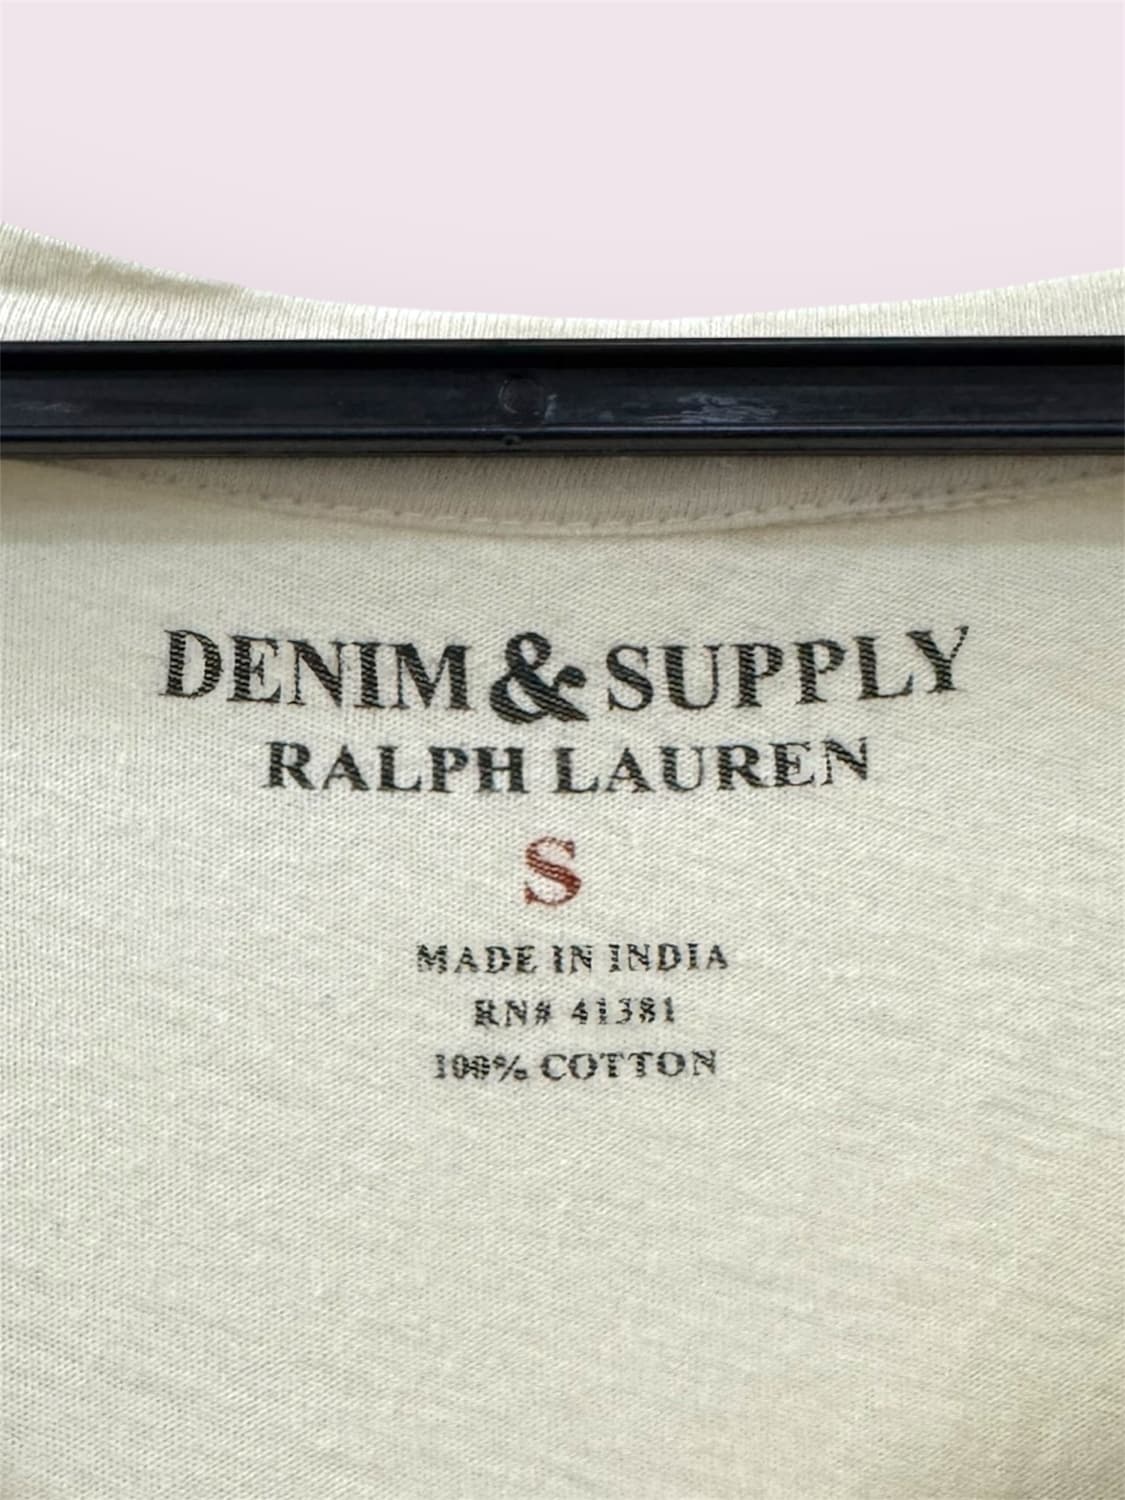 DENIM & SUPPLY
RALPH LAUREN
S
MADE IN INDIA
RN# 41381
100% COTTON